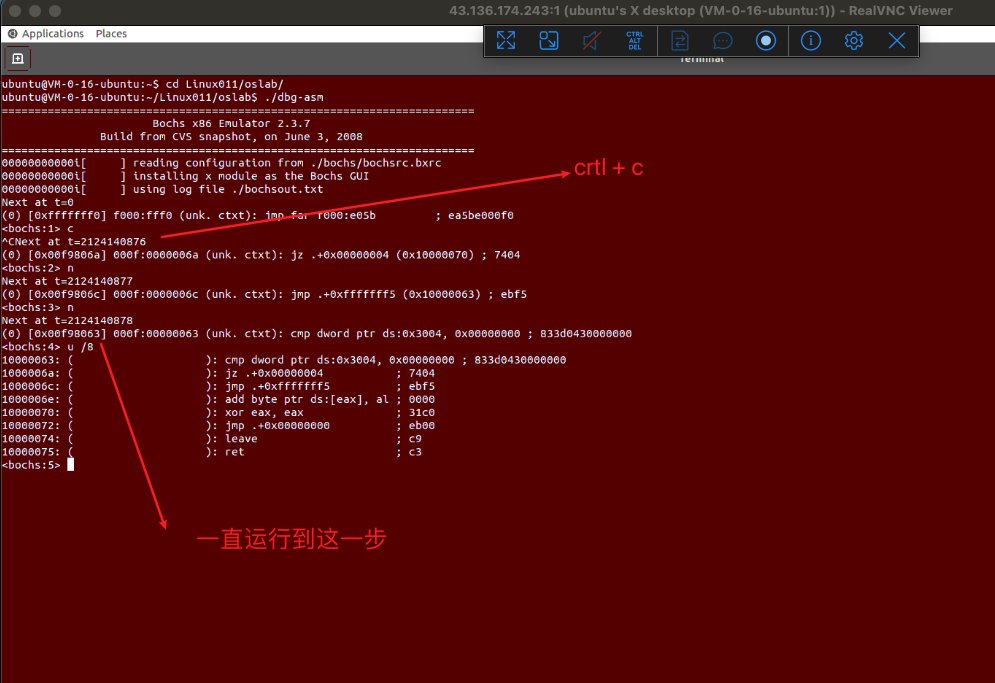 43.136.174.243:1 (ubuntu's X desktop (VM-0-16-ubuntu:1)) - RealVNC Viewer
Applications Places
CTRL
ALT
DEL
Terminal
ubuntu@VM-0-16-ubuntu:~$ cd Linux011/oslab/
ubuntu@VM-0-16-ubuntu:~/Linux011/oslab$ ./dbg-asm
========================================================================
Bochs x86 Emulator 2.3.7
Build from CVS snapshot, on June 3, 2008
========================================================================
00000000000i[     ] reading configuration from ./bochs/bochsrc.bxrc
00000000000i[     ] installing x module as the Bochs GUI
00000000000i[     ] using log file ./bochsout.txt
Next at t=0
(0) [0xfffffff0] f000:fff0 (unk. ctxt): jmp far f000:e05b         ; ea5be000f0
<bochs:1> c
^CNext at t=2124140876
(0) [0x00f9806a] 000f:0000006a (unk. ctxt): jz .+0x00000004 (0x10000070) ; 7404
<bochs:2> n
Next at t=2124140877
(0) [0x00f9806c] 000f:0000006c (unk. ctxt): jmp .+0xfffffff5 (0x10000063) ; ebf5
<bochs:3> n
Next at t=2124140878
(0) [0x00f98063] 000f:00000063 (unk. ctxt): cmp dword ptr ds:0x3004, 0x00000000 ; 833d0430000000
<bochs:4> u /8
10000063: (                    ): cmp dword ptr ds:0x3004, 0x00000000 ; 833d0430000000
1000006a: (                    ): jz .+0x00000004           ; 7404
1000006c: (                    ): jmp .+0xfffffff5          ; ebf5
1000006e: (                    ): add byte ptr ds:[eax], al ; 0000
10000070: (                    ): xor eax, eax              ; 31c0
10000072: (                    ): jmp .+0x00000000          ; eb00
10000074: (                    ): leave                     ; c9
10000075: (                    ): ret                       ; c3
<bochs:5>
crtl + c
一直运行到这一步